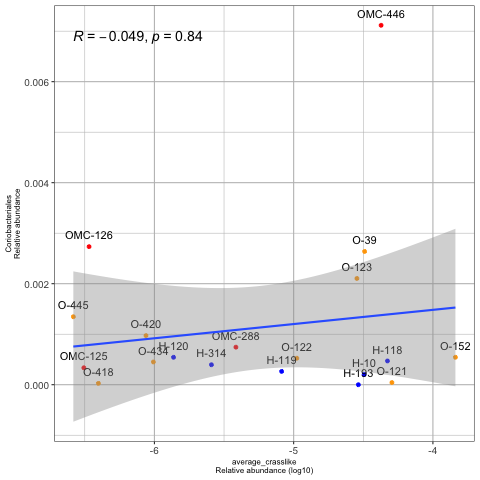 OMC-446
R = −0.049, p = 0.84
0.006
0.004
OMC-126
O-39
O-123
0.002
O-445
O-420
OMC-288
H-120
O-434
H-314
O-122
H-118
O-152
OMC-125
H-119
H-10
O-418
H-193
O-121
0.000
-6
-5
-4
average_crasslike
Relative abundance (log10)
Coriobacteriales
Relative abundance